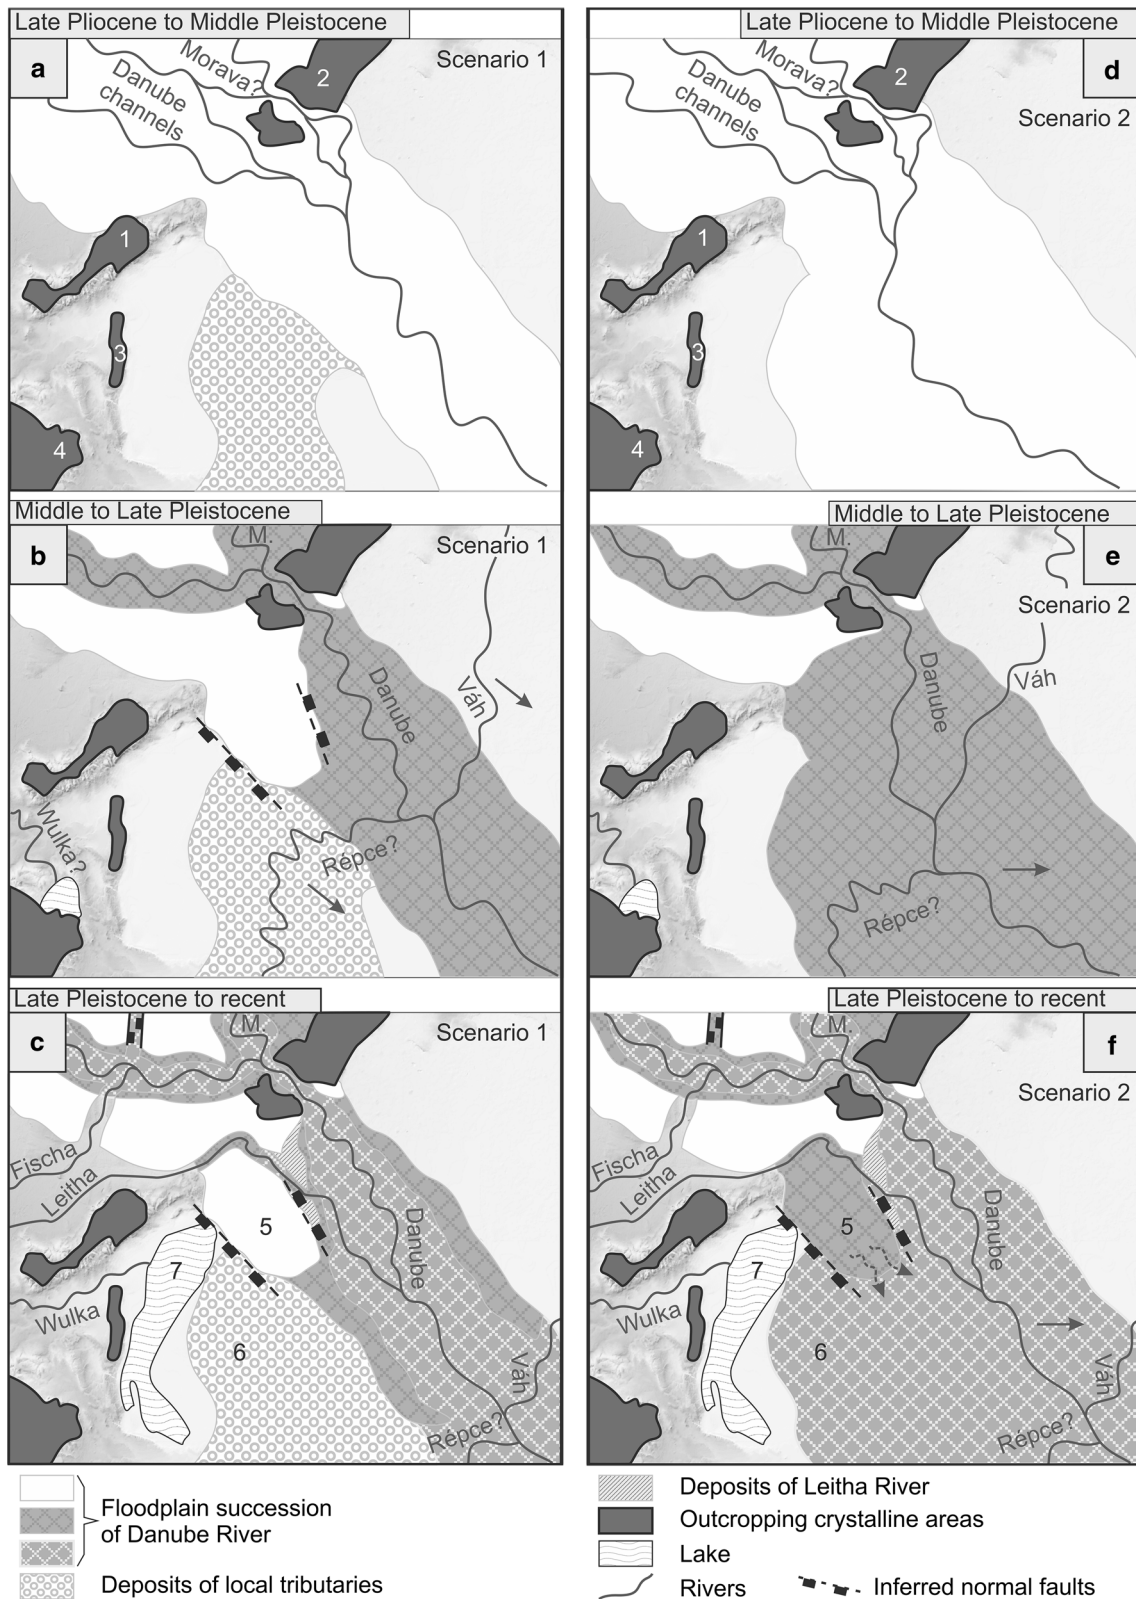 Late Pliocene to Middle Pleistocene
a
Scenario 1
Morava?
2
Danube
channels
1
3
4
Late Pliocene to Middle Pleistocene
d
Scenario 2
Morava?
2
Danube
channels
1
3
4
Middle to Late Pleistocene
b
M.
Scenario 1
Danube
Váh
Wulka?
Répce?
Middle to Late Pleistocene
e
M.
Scenario 2
Danube
Váh
Répce?
Late Pleistocene to recent
c
M.
Scenario 1
Fischa
Leitha
5
Danube
7
Wulka
6
Váh
Répce?
Late Pleistocene to recent
f
M.
Scenario 2
Fischa
Leitha
5
Danube
7
Wulka
6
Váh
Répce?
Floodplain succession
of Danube River
Deposits of local tributaries
Deposits of Leitha River
Outcropping crystalline areas
Lake
Rivers
Inferred normal faults